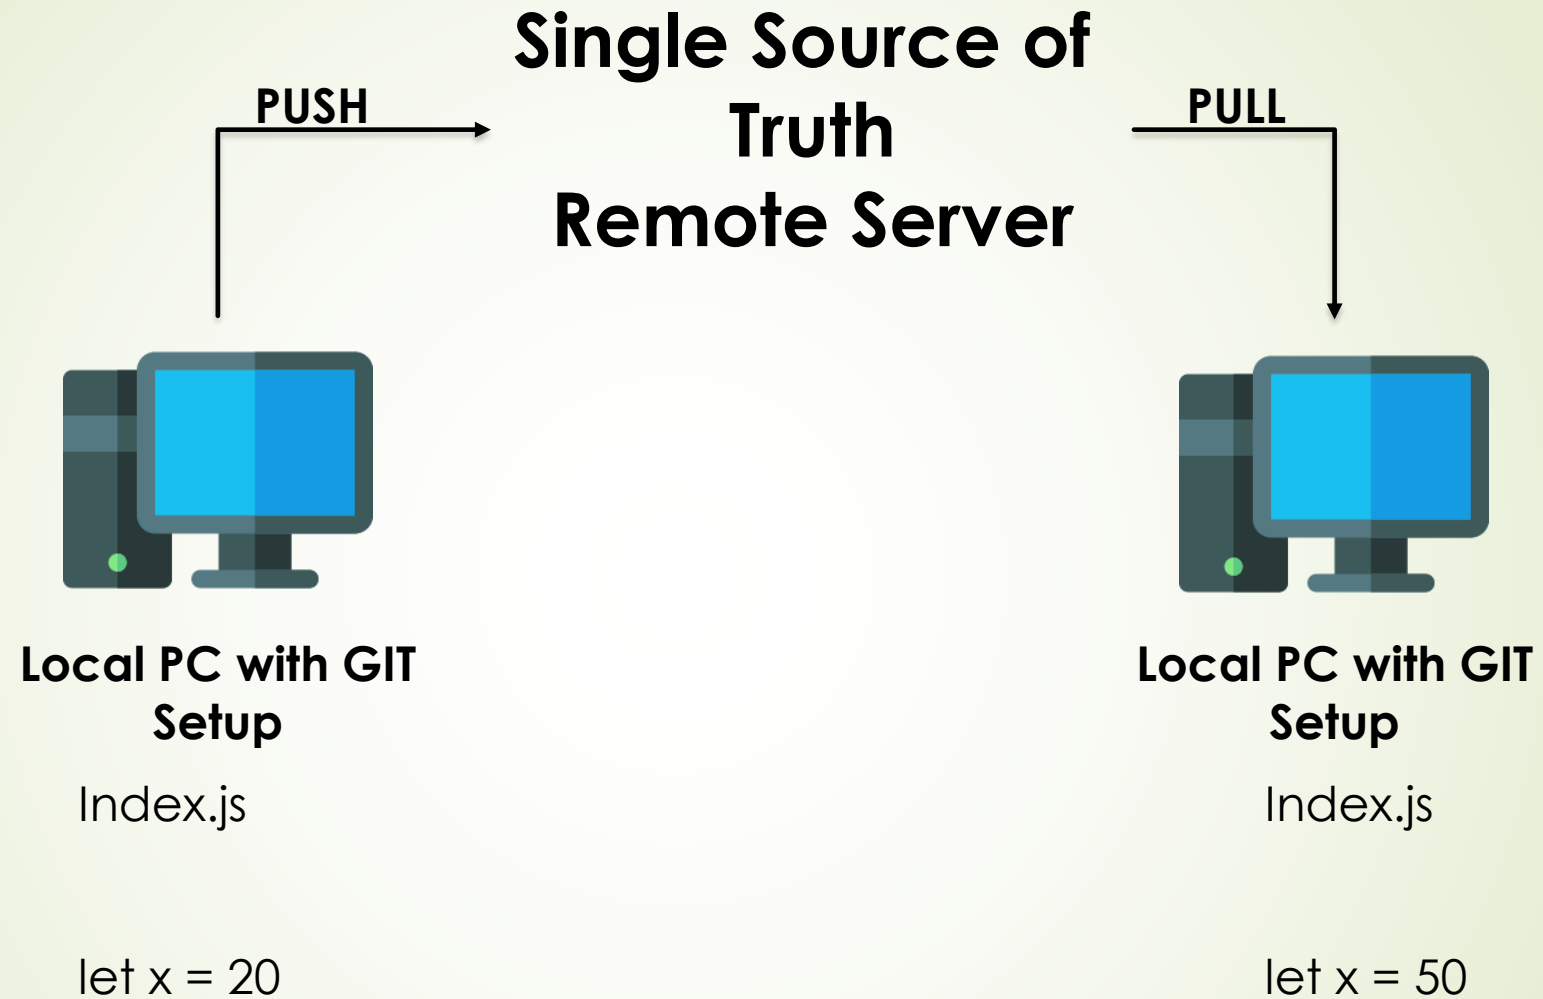 Single Source of
Truth
Remote Server
PUSH
PULL
Local PC with GIT
Setup
Index.js
let x = 20
Local PC with GIT
Setup
Index.js
let x = 50